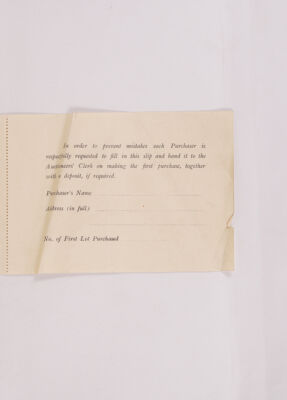 In order to prevent mistakes each Purchaser is
respectfully requested to fill in this slip and hand it to the
Auctioneers' Clerk on making the first purchase, together
with a deposit, if required.
Purchaser's Name
Address (in full)
No. of First Lot Purchased